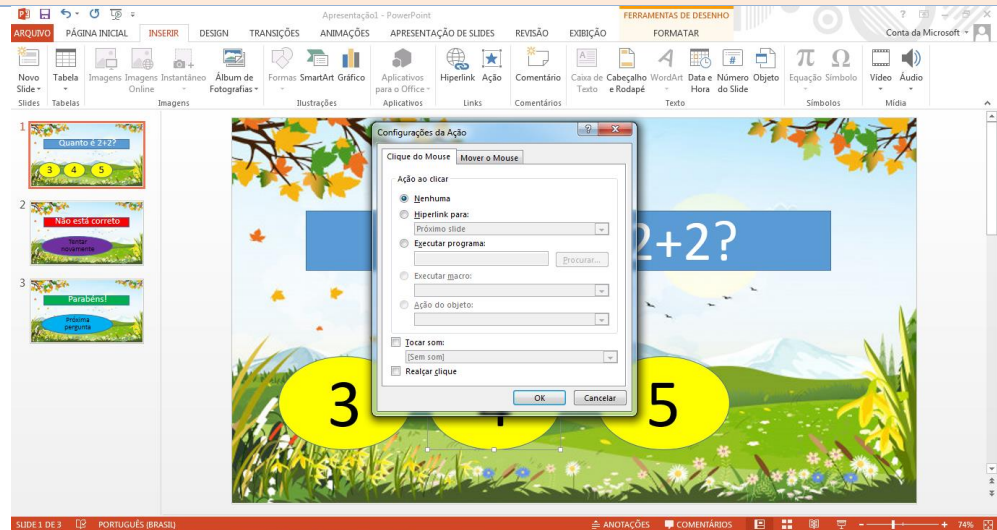 Apresentação1 - PowerPoint
FERRAMENTAS DE DESENHO
ARQUIVO PÁGINA INICIAL INSERIR DESIGN TRANSIÇÕES ANIMAÇÕES APRESENTAÇÃO DE SLIDES REVISÃO EXIBIÇÃO FORMATAR Conta da Microsoft
Novo Slide
Tabela
Imagens
Imagens Online
Instantâneo
Álbum de Fotografias
Formas
SmartArt
Gráfico
Aplicativos para o Office
Hiperlink
Ação
Comentário
Caixa de Texto
Cabeçalho e Rodapé
WordArt
Data e Hora
Número do Slide
Objeto
Equação
Símbolo
Vídeo
Áudio
Slides Tabelas Imagens Ilustrações Aplicativos Links Comentários Texto Símbolos Mídia
1
Quanto é 2+2?
3 4 5
2
Não está correto
Tentar
novamente
3
Parabéns!
Próxima
pergunta
Configurações da Ação
Clique do Mouse Mover o Mouse
Ação ao clicar
Nenhuma
Hiperlink para:
Próximo slide
Executar programa:
Procurar...
Executar macro:
Ação do objeto:
Tocar som:
[Sem som]
Realçar clique
OK Cancelar
2+2?
3 4 5
SLIDE 1 DE 3 PORTUGUÊS (BRASIL) ANOTAÇÕES COMENTÁRIOS 74%